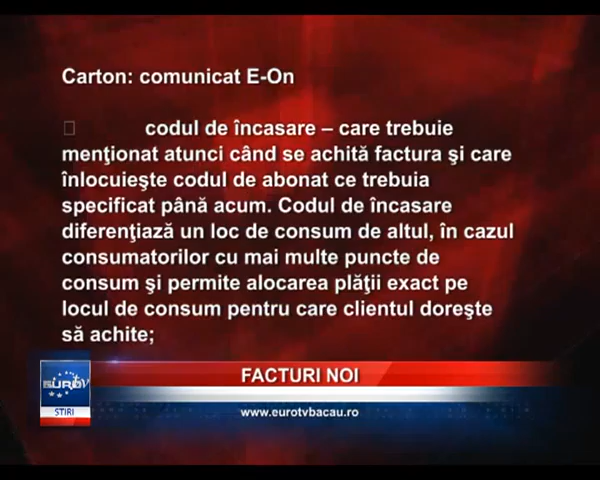 Carton: comunicat E-On
codul de încasare – care trebuie
menţionat atunci când se achită factura şi care
înlocuieşte codul de abonat ce trebuia
specificat până acum. Codul de încasare
diferenţiază un loc de consum de altul, în cazul
consumatorilor cu mai multe puncte de
consum şi permite alocarea plăţii exact pe
locul de consum pentru care clientul doreşte
să achite;
FACTURI NOI
EURO tv
STIRI
www.eurotvbacau.ro